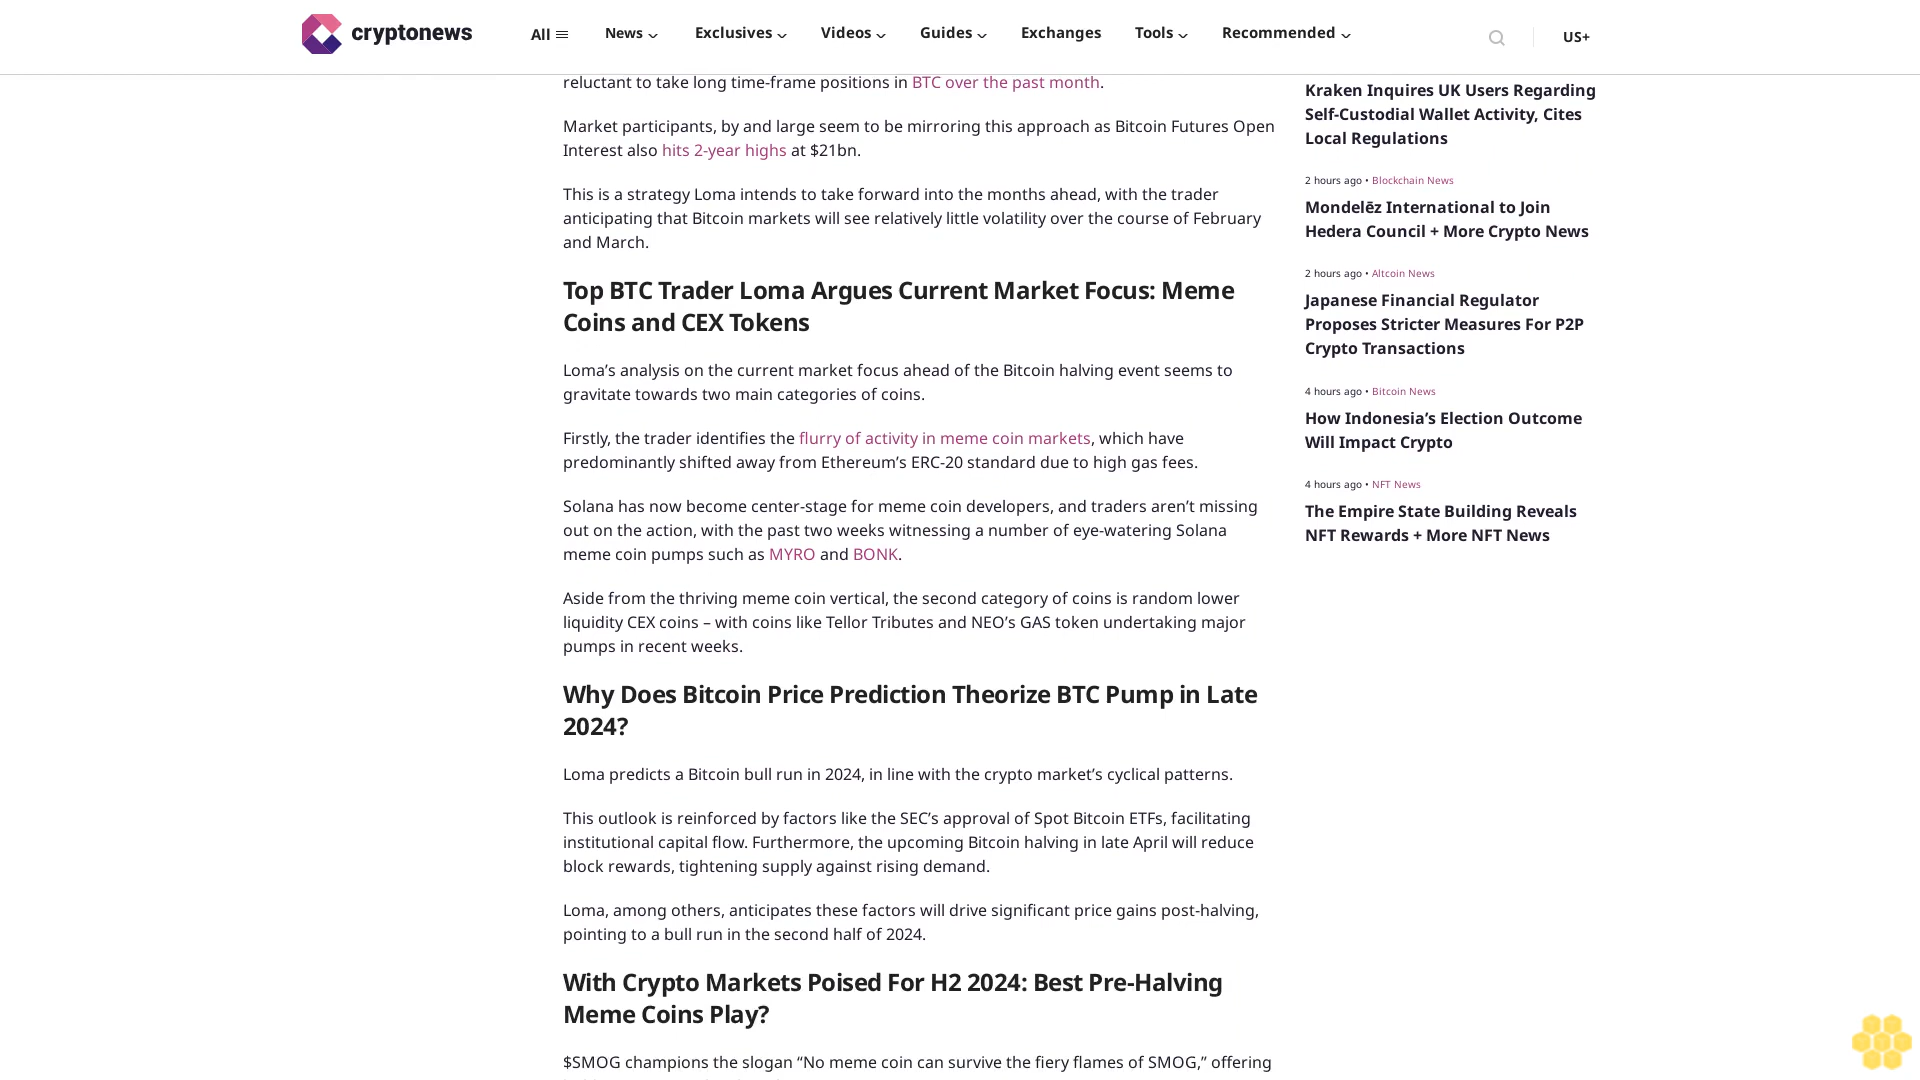 cryptonews
All
News
Exclusives
Videos
Guides
Exchanges
Tools
Recommended
US+
reluctant to take long time-frame positions in BTC over the past month.
Market participants, by and large seem to be mirroring this approach as Bitcoin Futures Open
Interest also hits 2-year highs at $21bn.
This is a strategy Loma intends to take forward into the months ahead, with the trader
anticipating that Bitcoin markets will see relatively little volatility over the course of February
and March.
Top BTC Trader Loma Argues Current Market Focus: Meme
Coins and CEX Tokens
Loma’s analysis on the current market focus ahead of the Bitcoin halving event seems to
gravitate towards two main categories of coins.
Firstly, the trader identifies the flurry of activity in meme coin markets, which have
predominantly shifted away from Ethereum’s ERC-20 standard due to high gas fees.
Solana has now become center-stage for meme coin developers, and traders aren’t missing
out on the action, with the past two weeks witnessing a number of eye-watering Solana
meme coin pumps such as MYRO and BONK.
Aside from the thriving meme coin vertical, the second category of coins is random lower
liquidity CEX coins – with coins like Tellor Tributes and NEO’s GAS token undertaking major
pumps in recent weeks.
Why Does Bitcoin Price Prediction Theorize BTC Pump in Late
2024?
Loma predicts a Bitcoin bull run in 2024, in line with the crypto market’s cyclical patterns.
This outlook is reinforced by factors like the SEC’s approval of Spot Bitcoin ETFs, facilitating
institutional capital flow. Furthermore, the upcoming Bitcoin halving in late April will reduce
block rewards, tightening supply against rising demand.
Loma, among others, anticipates these factors will drive significant price gains post-halving,
pointing to a bull run in the second half of 2024.
With Crypto Markets Poised For H2 2024: Best Pre-Halving
Meme Coins Play?
$SMOG champions the slogan “No meme coin can survive the fiery flames of SMOG,” offering
Kraken Inquires UK Users Regarding
Self-Custodial Wallet Activity, Cites
Local Regulations
2 hours ago • Blockchain News
Mondelēz International to Join
Hedera Council + More Crypto News
2 hours ago • Altcoin News
Japanese Financial Regulator
Proposes Stricter Measures For P2P
Crypto Transactions
4 hours ago • Bitcoin News
How Indonesia’s Election Outcome
Will Impact Crypto
4 hours ago • NFT News
The Empire State Building Reveals
NFT Rewards + More NFT News